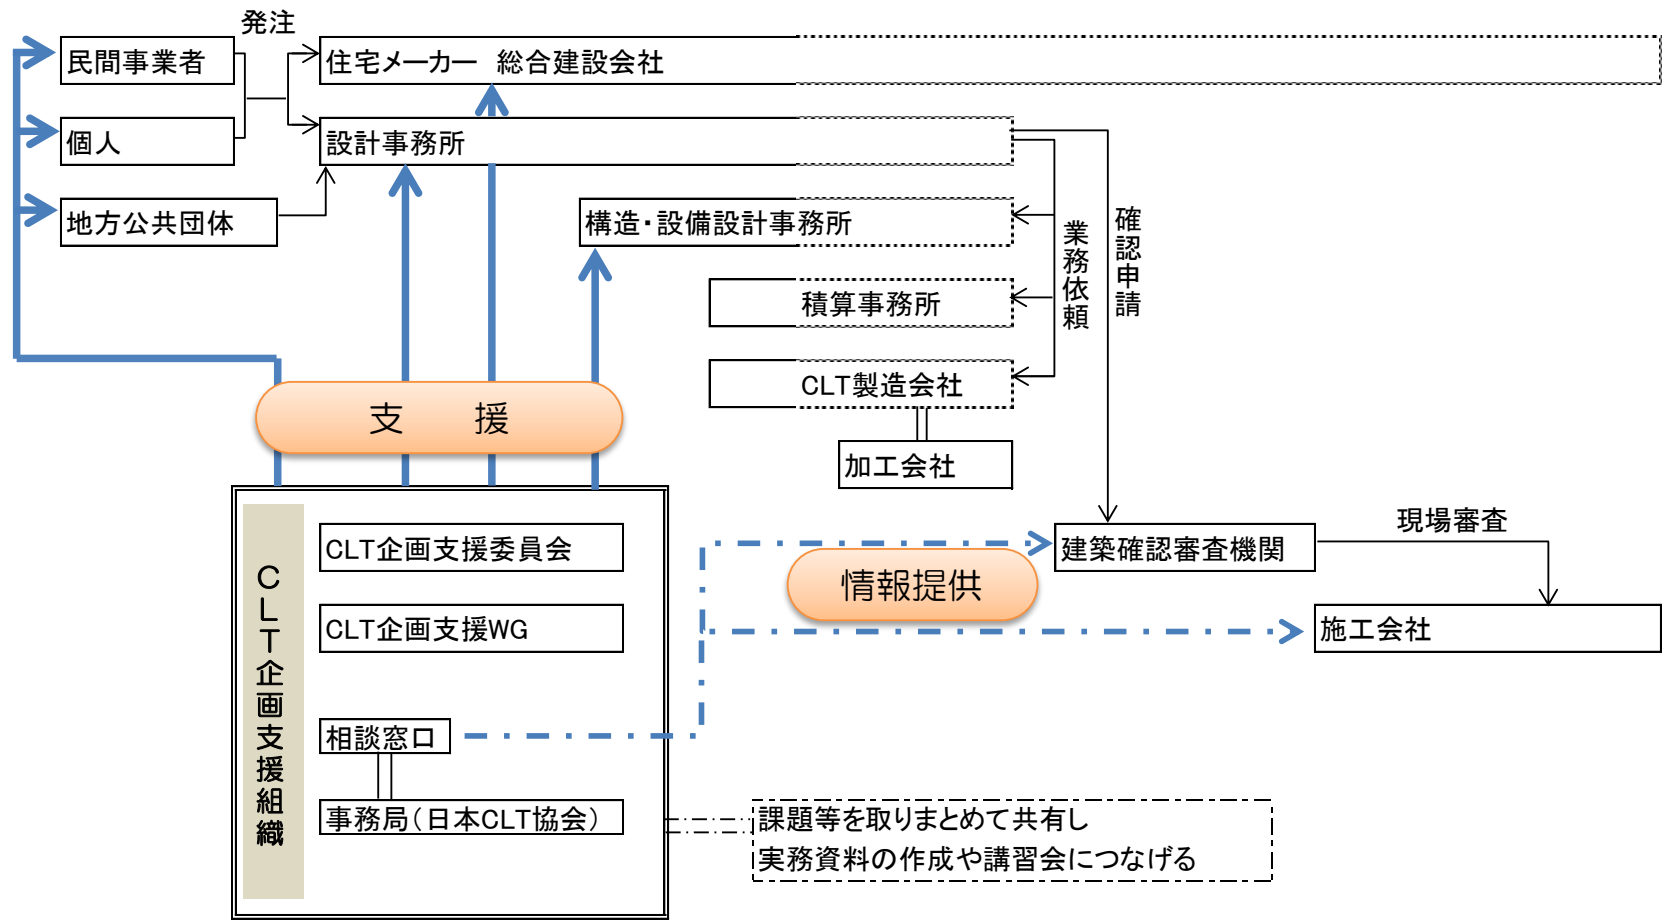 発注
民間事業者
住宅メーカー　総合建設会社
個人
設計事務所
地方公共団体
構造・設備設計事務所
業務依頼
確認申請
積算事務所
CLT製造会社
支　援
加工会社
CLT企画支援組織
CLT企画支援委員会
建築確認審査機関
現場審査
情報提供
CLT企画支援WG
施工会社
相談窓口
事務局（日本CLT協会）
課題等を取りまとめて共有し
実務資料の作成や講習会につなげる